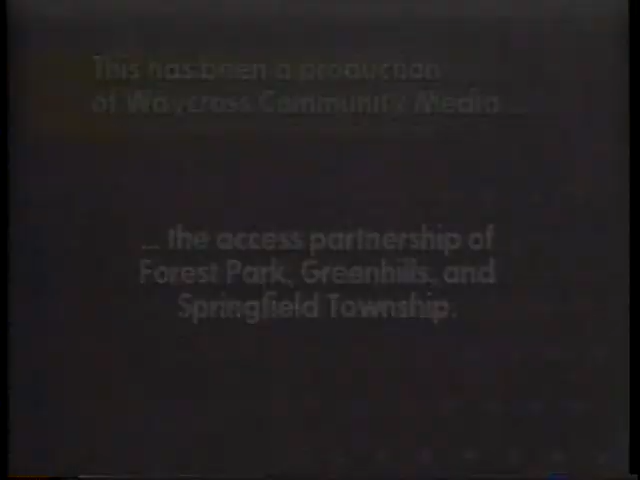 This has been a production
of Waycross Community Media ...
... the access partnership of
Forest Park, Greenhills, and
Springfield Township.